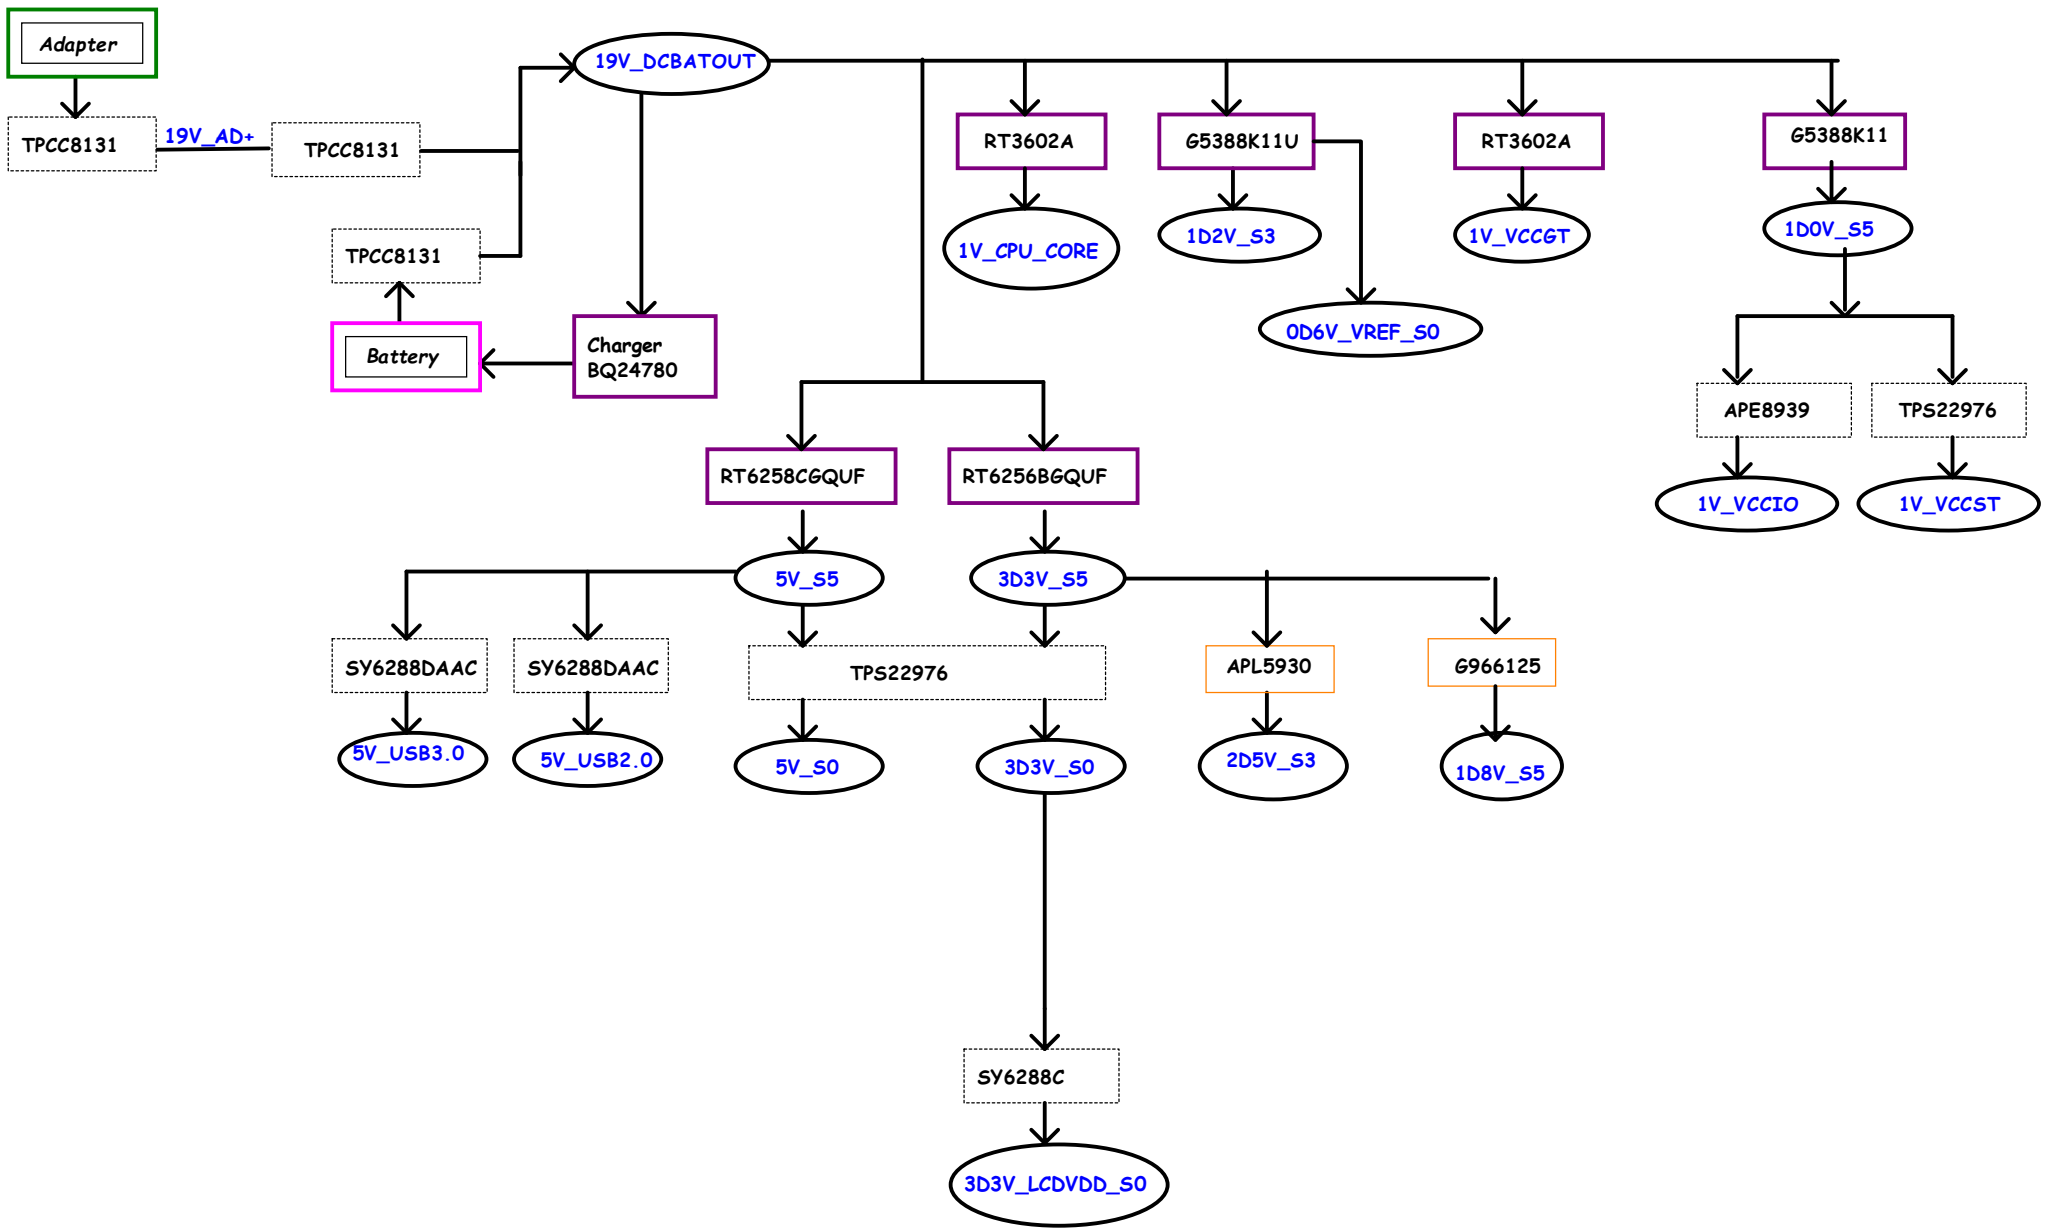 Adapter
19V_DCBATOUT
TPCC8131
19V_AD+
TPCC8131
RT3602A
G5388K11U
RT3602A
G5388K11
TPCC8131
1V_CPU_CORE
1D2V_S3
1V_VCCGT
1D0V_S5
0D6V_VREF_S0
Battery
Charger
BQ24780
APE8939
TPS22976
RT6258CGQUF
RT6256BGQUF
1V_VCCIO
1V_VCCST
5V_S5
3D3V_S5
SY6288DAAC
SY6288DAAC
TPS22976
APL5930
G966125
5V_USB3.0
5V_USB2.0
5V_S0
3D3V_S0
2D5V_S3
1D8V_S5
SY6288C
3D3V_LCDVDD_S0